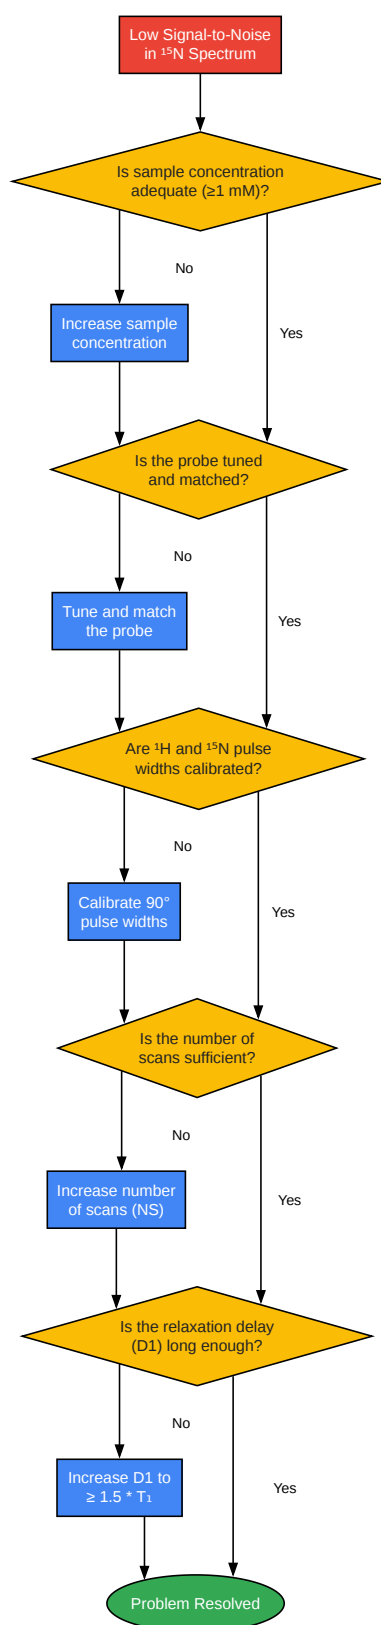 Low Signal-to-Noise
in ¹⁵N Spectrum
Is sample concentration
adequate (≥1 mM)?
No
Increase sample
concentration
Yes
Is the probe tuned
and matched?
No
Tune and match
the probe
Yes
Are ¹H and ¹⁵N pulse
widths calibrated?
No
Calibrate 90°
pulse widths
Yes
Is the number of
scans sufficient?
No
Increase number
of scans (NS)
Yes
Is the relaxation delay
(D1) long enough?
No
Increase D1 to
≥ 1.5 * T₁
Yes
Problem Resolved